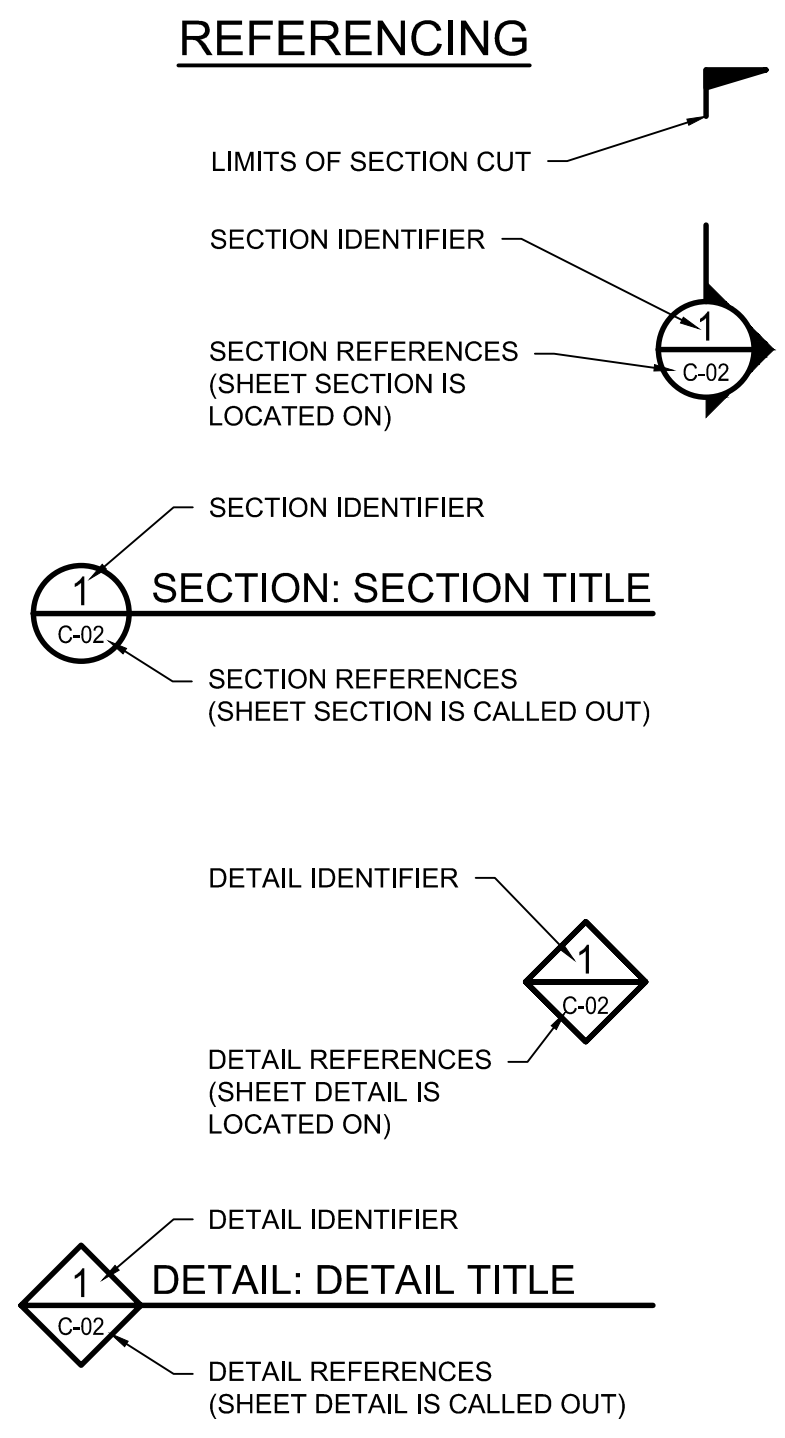 REFERENCING
LIMITS OF SECTION CUT
SECTION IDENTIFIER
1
SECTION REFERENCES
(SHEET SECTION IS
LOCATED ON)
C-02
SECTION IDENTIFIER
1
SECTION: SECTION TITLE
C-02
SECTION REFERENCES
(SHEET SECTION IS CALLED OUT)
DETAIL IDENTIFIER
1
C-02
DETAIL REFERENCES
(SHEET DETAIL IS
LOCATED ON)
DETAIL IDENTIFIER
1
DETAIL: DETAIL TITLE
C-02
DETAIL REFERENCES
(SHEET DETAIL IS CALLED OUT)